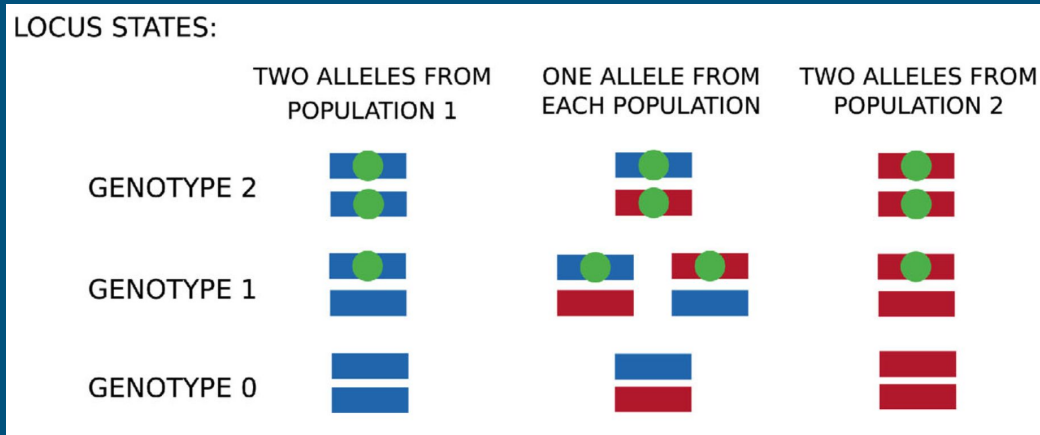 LOCUS STATES:
TWO ALLELES FROM
POPULATION 1
ONE ALLELE FROM
EACH POPULATION
TWO ALLELES FROM
POPULATION 2
GENOTYPE 2
GENOTYPE 1
GENOTYPE 0